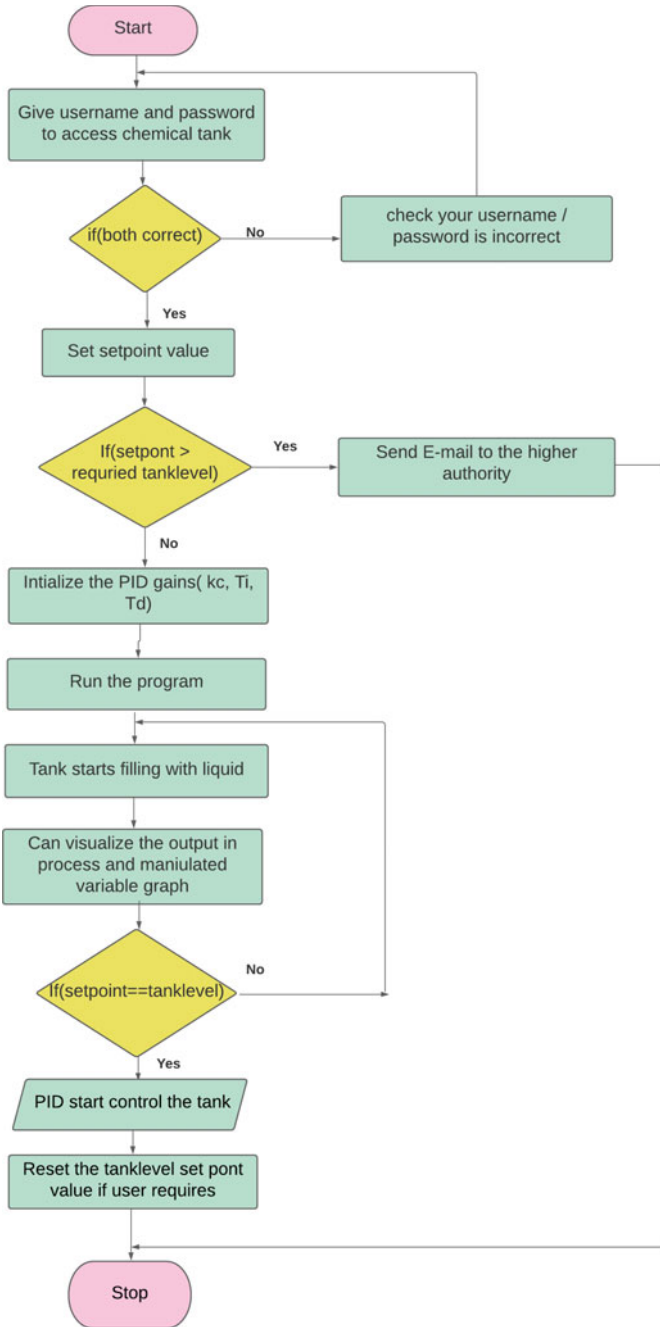 Start
Give username and password
to access chemical tank
if(both correct)
No
check your username /
password is incorrect
Yes
Set setpoint value
If(setpont >
requried tanklevel)
Yes
Send E-mail to the higher
authority
No
Intialize the PID gains( kc, Ti,
Td)
Run the program
Tank starts filling with liquid
Can visualize the output in
process and maniulated
variable graph
If(setpoint==tanklevel)
No
Yes
PID start control the tank
Reset the tanklevel set pont
value if user requires
Stop